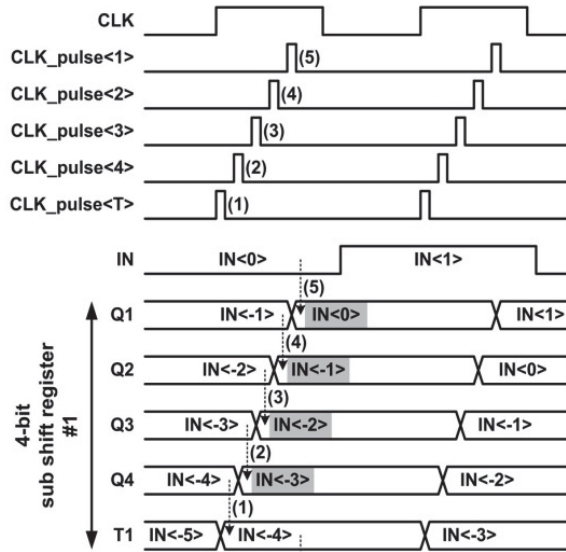 CLK
CLK_pulse<1> (5)
CLK_pulse<2> (4)
CLK_pulse<3> (3)
CLK_pulse<4> (2)
CLK_pulse<T> (1)
IN IN<0> IN<1>
(5)
Q1 IN<-1> IN<0> IN<1>
(4)
Q2 IN<-2> IN<-1> IN<0>
(3)
Q3 IN<-3> IN<-2> IN<-1>
(2)
Q4 IN<-4> IN<-3> IN<-2>
(1)
T1 IN<-5> IN<-4> IN<-3>
4-bit
sub shift register
#1